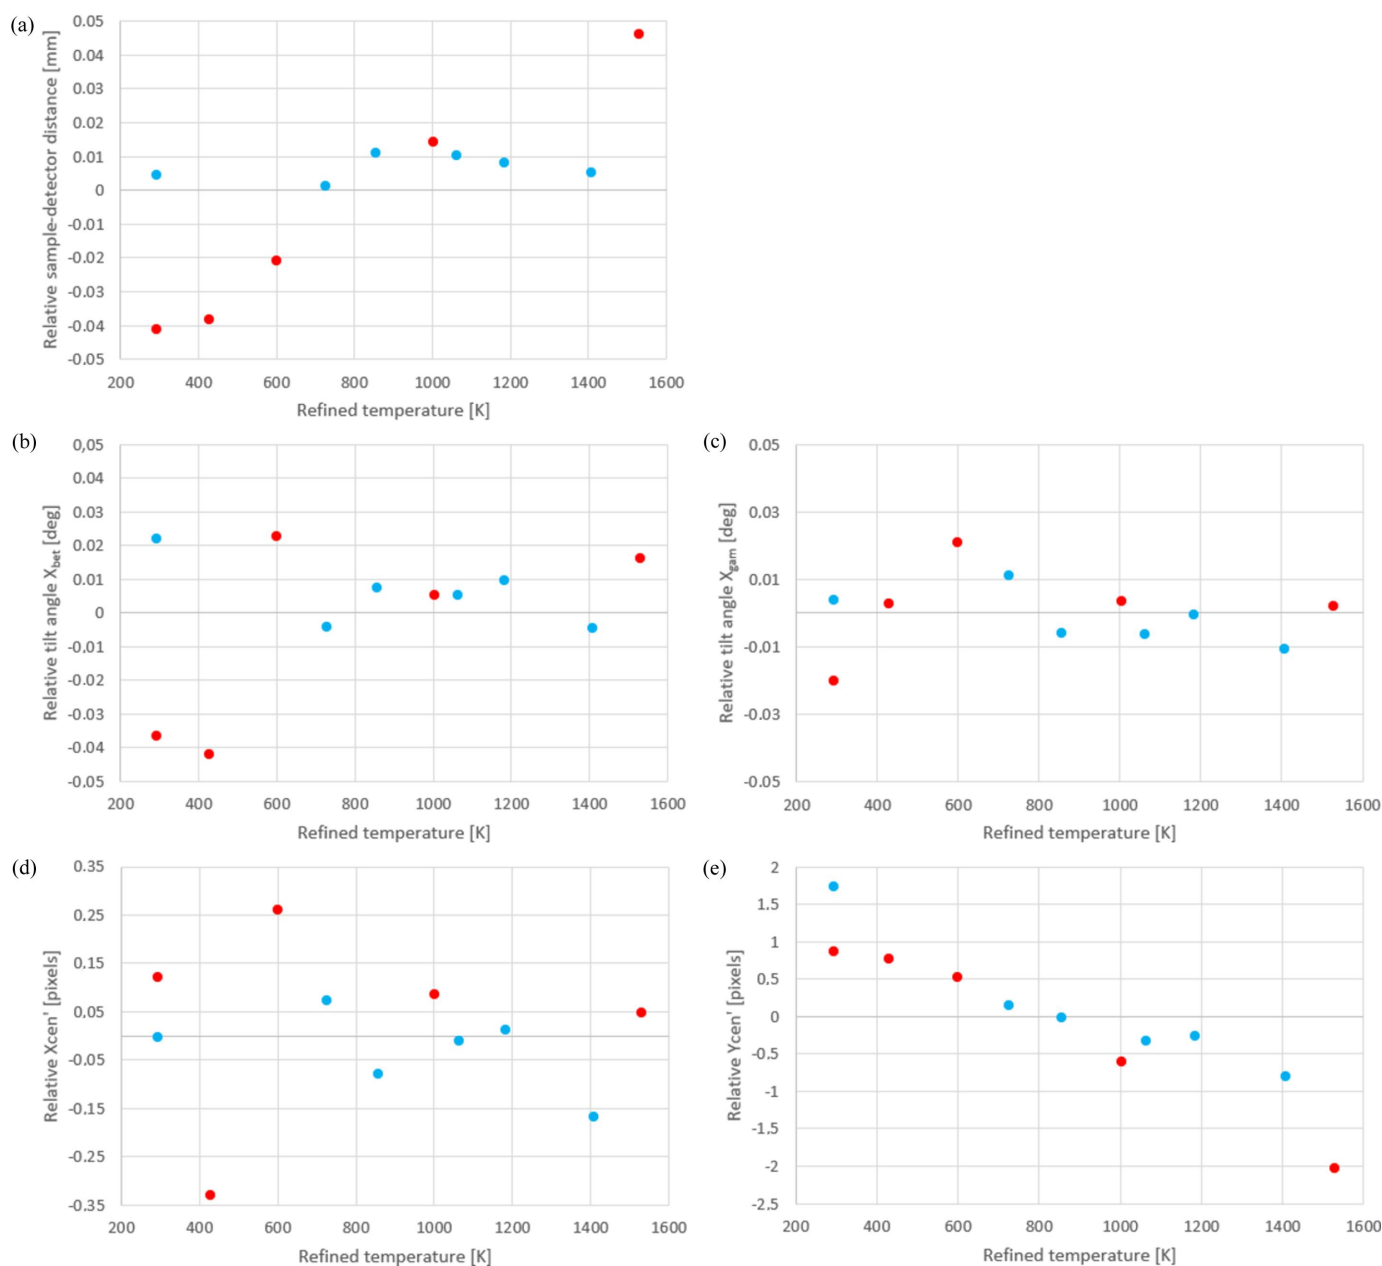 (a)
Relative sample-detector distance [mm]
0.05
0.04
0.03
0.02
0.01
0
-0.01
-0.02
-0.03
-0.04
-0.05
200 400 600 800 1000 1200 1400 1600
Refined temperature [K]
(b)
Relative tilt angle Xbet [deg]
0,05
0.04
0.03
0.02
0.01
0
-0.01
-0.02
-0.03
-0.04
-0.05
200 400 600 800 1000 1200 1400 1600
Refined temperature [K]
(c)
Relative tilt angle Xgam [deg]
0.05
0.03
0.01
-0.01
-0.03
-0.05
200 400 600 800 1000 1200 1400 1600
Refined temperature [K]
(d)
Relative Xcen' [pixels]
0.35
0.25
0.15
0.05
-0.05
-0.15
-0.25
-0.35
200 400 600 800 1000 1200 1400 1600
Refined temperature [K]
(e)
Relative Ycen' [pixels]
2
1.5
1
0.5
0
-0.5
-1
-1.5
-2
-2.5
200 400 600 800 1000 1200 1400 1600
Refined temperature [K]